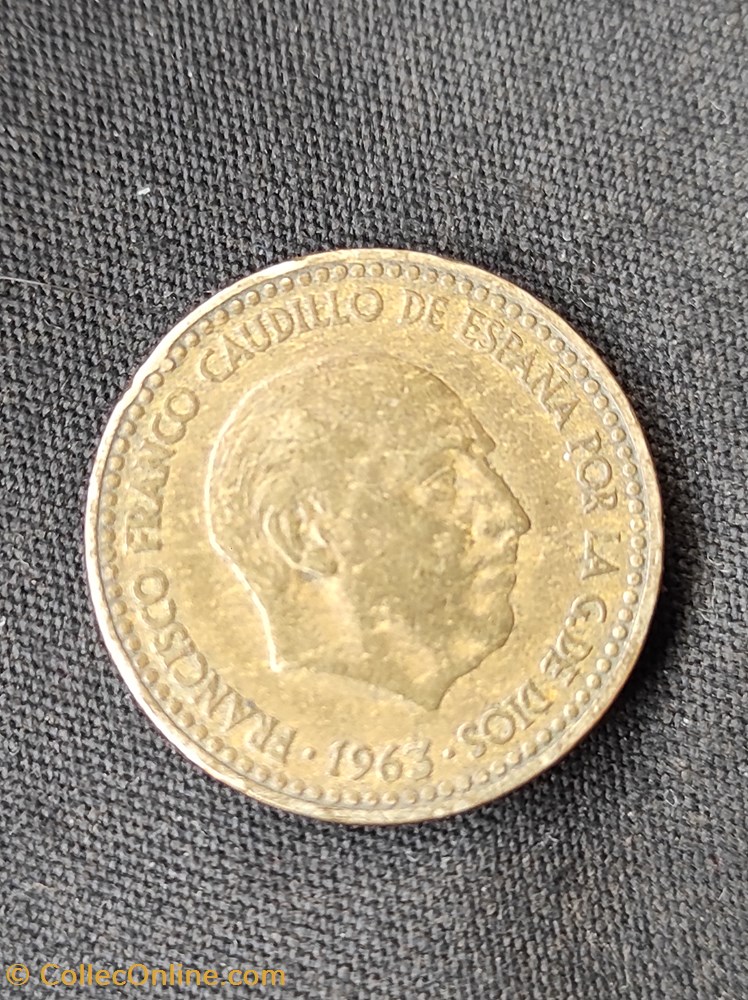 FRANCISCO FRANCO CAUDILLO DE ESPAÑA POR LA G. DE DIOS
· 1963 ·
© CollecOnline.com